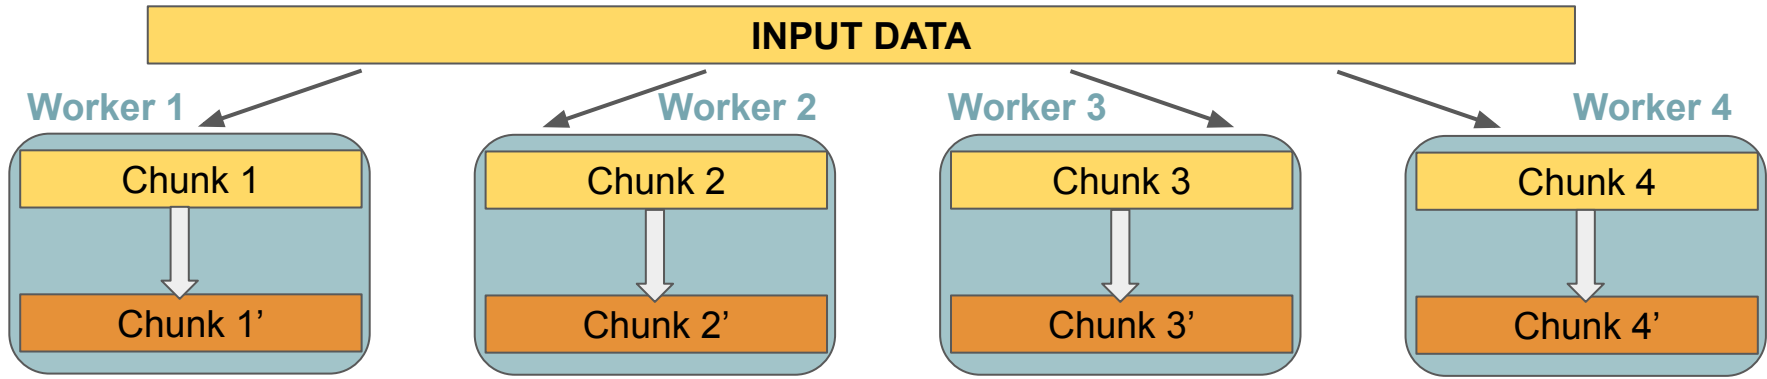 INPUT DATA
Worker 1
Worker 2
Worker 3
Worker 4
Chunk 1
Chunk 2
Chunk 3
Chunk 4
Chunk 1’
Chunk 2’
Chunk 3’
Chunk 4’